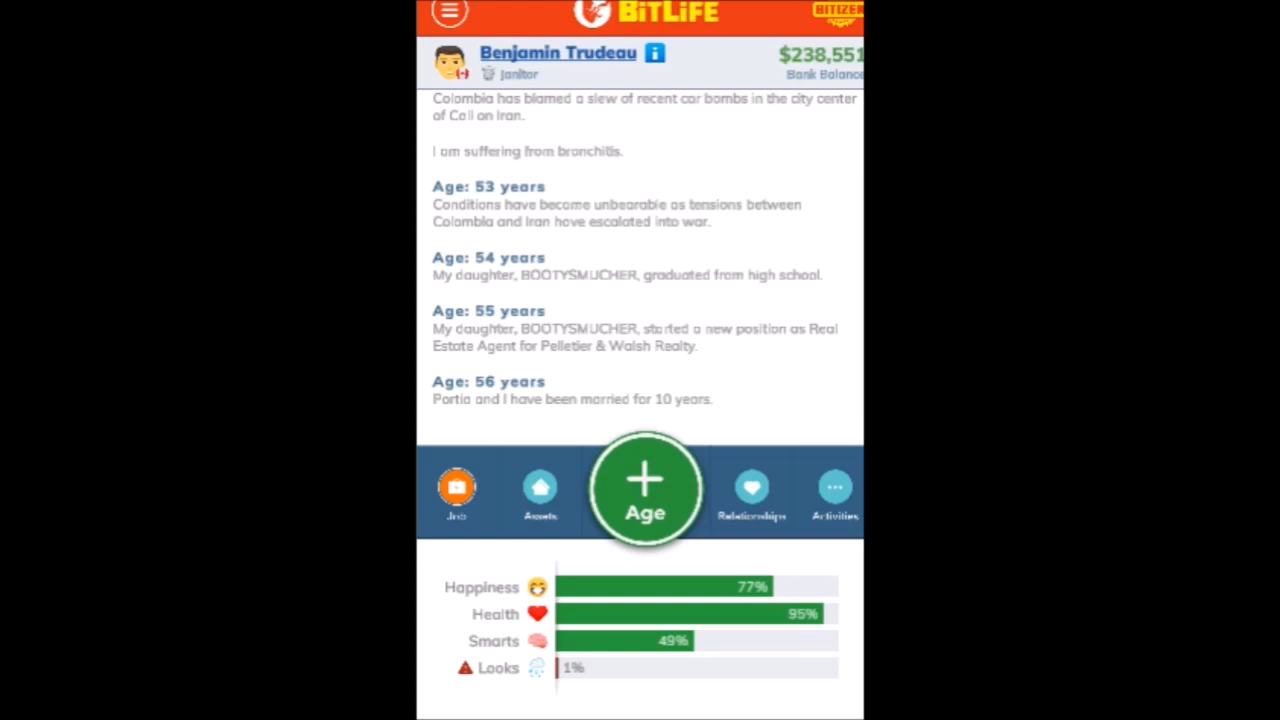 BiTLiFE
BITIZEN
Benjamin Trudeau
$238,551
Janitor
Bank Balance
Colombia has blamed a slew of recent car bombs in the city center
of Cali on Iran.
I am suffering from bronchitis.
Age: 53 years
Conditions have become unbearable as tensions between
Colombia and Iran have escalated into war.
Age: 54 years
My daughter, BOOTYSMUCHER, graduated from high school.
Age: 55 years
My daughter, BOOTYSMUCHER, started a new position as Real
Estate Agent for Pelletier & Walsh Realty.
Age: 56 years
Portia and I have been married for 10 years.
Job
Assets
Age
Relationships
Activities
Happiness 77%
Health 95%
Smarts 49%
Looks 1%